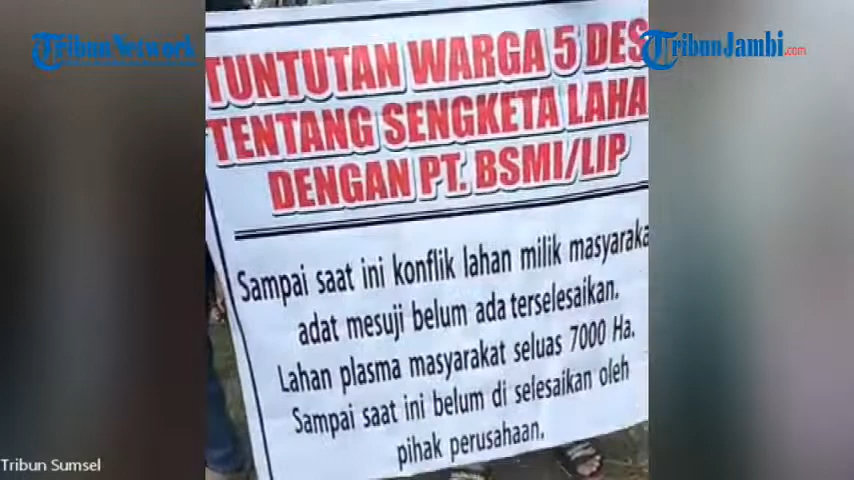 Tribun Network
TribunJambi.com
TUNTUTAN WARGA 5 DES
TENTANG SENGKETA LAHA
DENGAN PT. BSMI/LIP
Sampai saat ini konflik lahan milik masyaraka
adat mesuji belum ada terselesaikan.
Lahan plasma masyarakat seluas 7000 Ha.
Sampai saat ini belum di selesaikan oleh
pihak perusahaan.
Tribun Sumsel